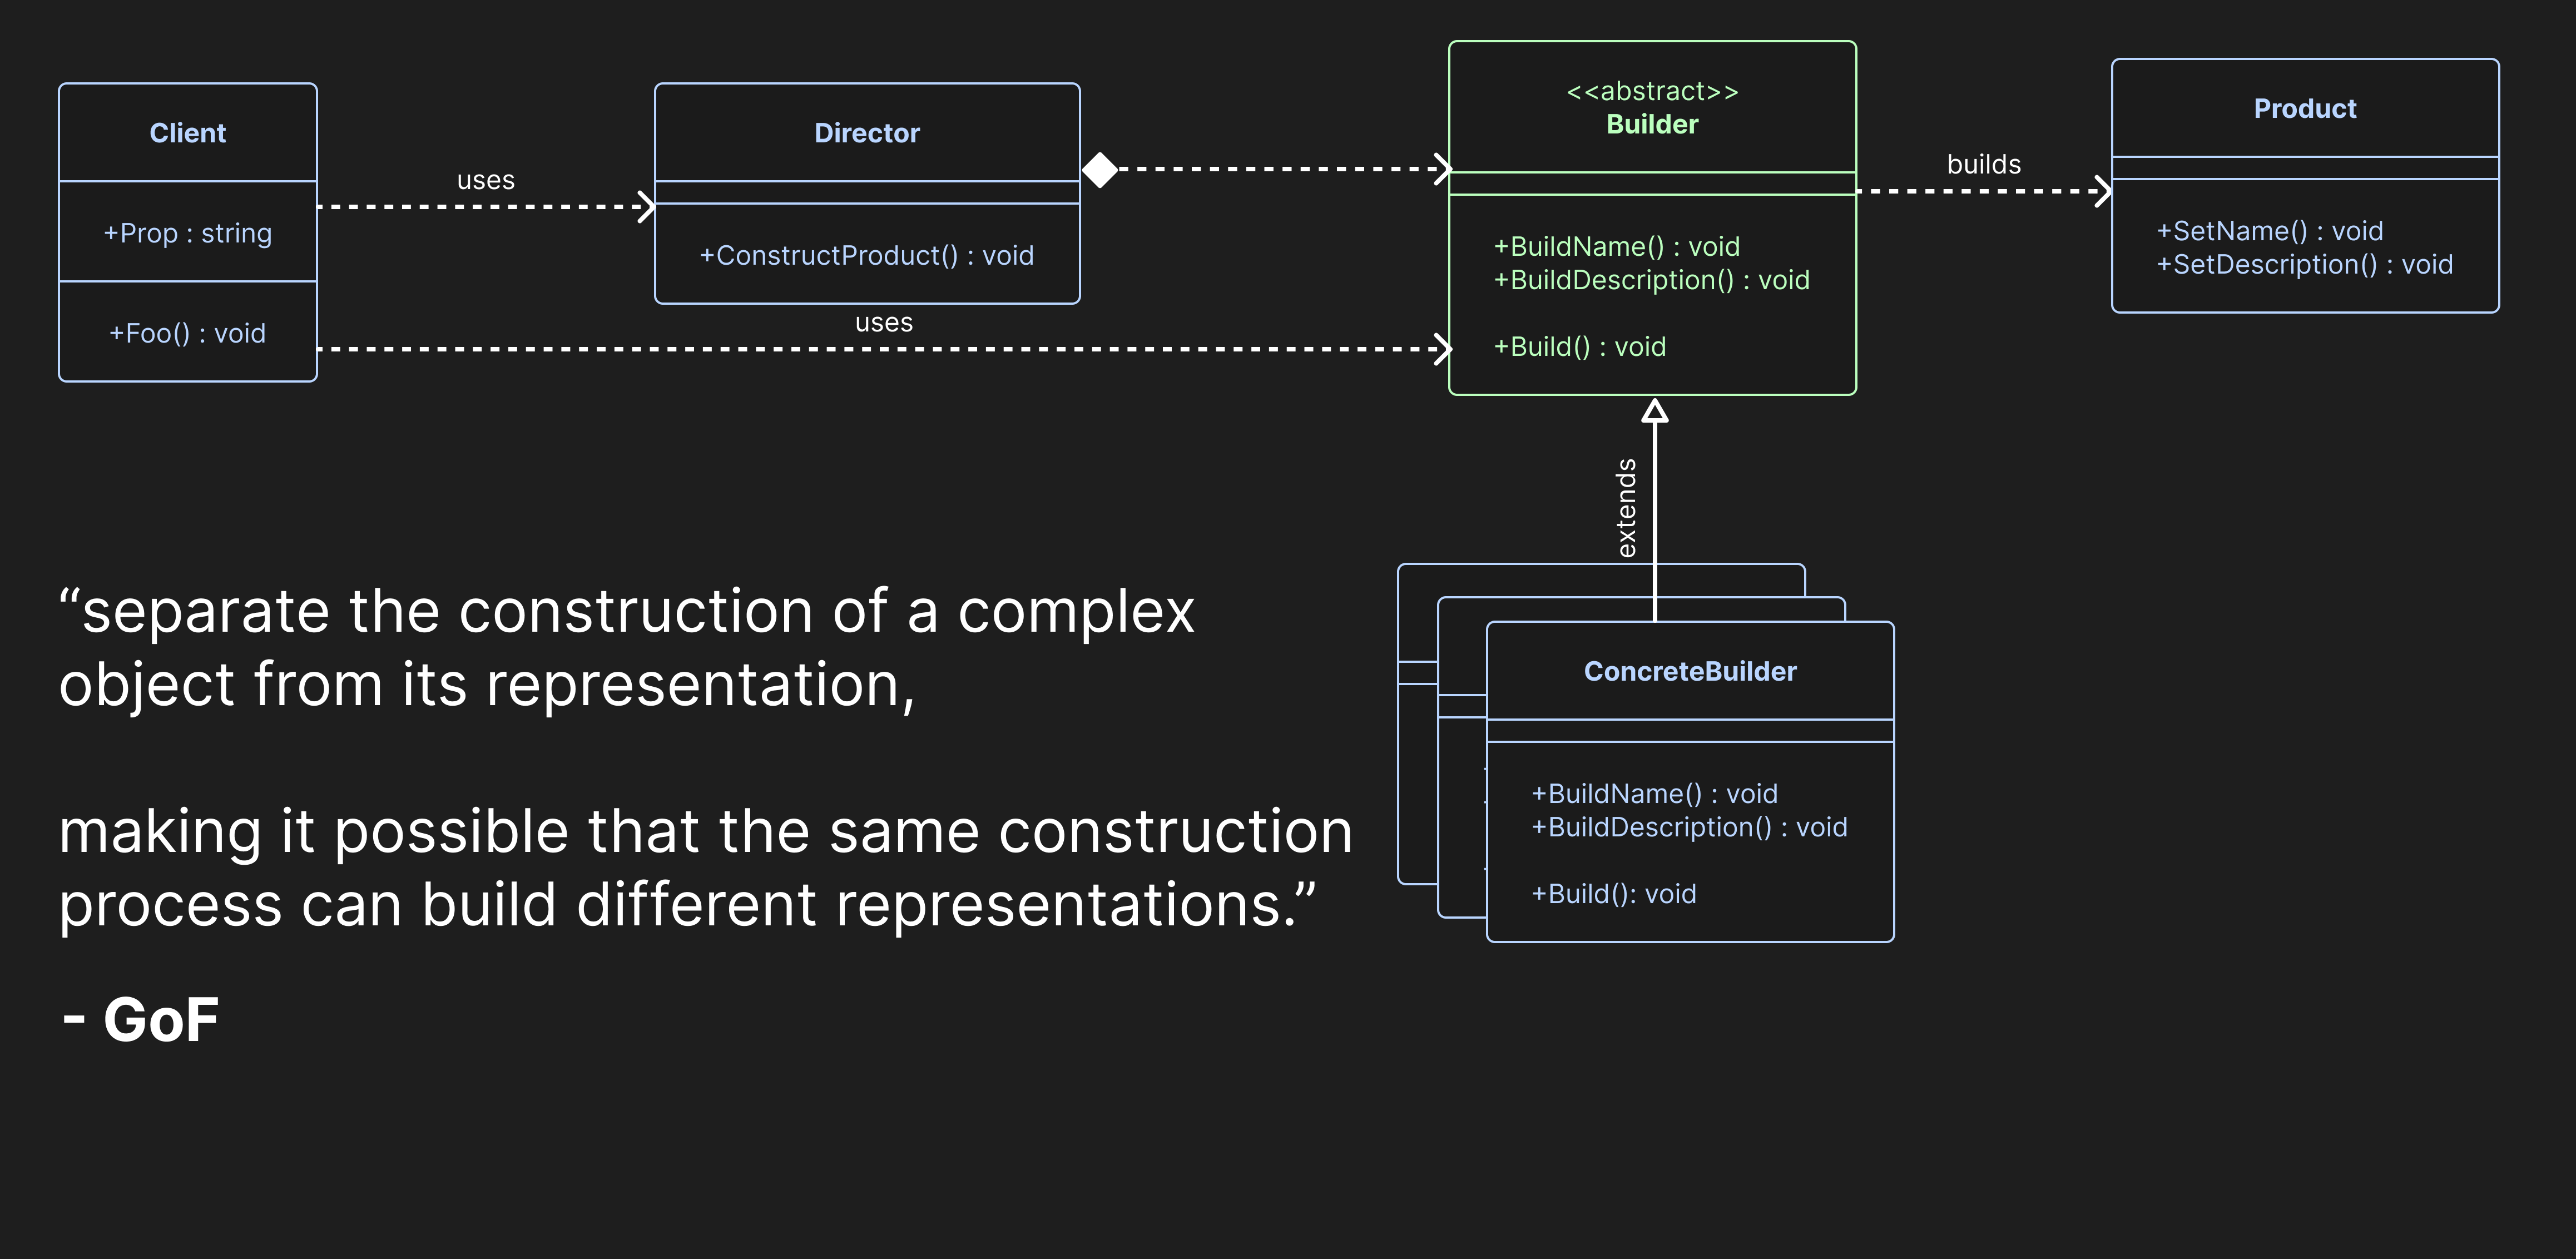 Client
+Prop : string
+Foo() : void
uses
Director
+ConstructProduct() : void
uses
<<abstract>>
Builder
+BuildName() : void
+BuildDescription() : void
+Build() : void
builds
Product
+SetName() : void
+SetDescription() : void
extends
ConcreteBuilder
+BuildName() : void
+BuildDescription() : void
+Build(): void
“separate the construction of a complex
object from its representation,
making it possible that the same construction
process can build different representations.”
- GoF